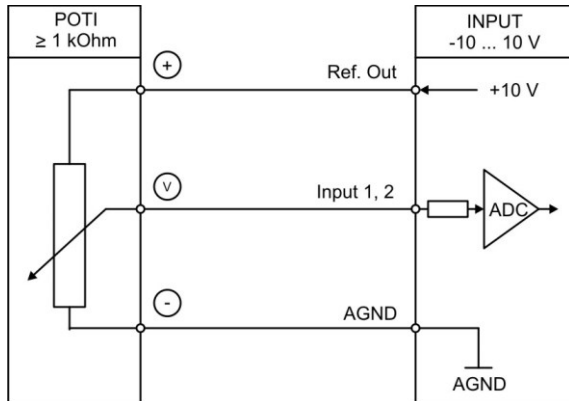 POTI
≥ 1 kOhm
INPUT
-10 ... 10 V
+
Ref. Out
+10 V
V
Input 1, 2
ADC
-
AGND
AGND